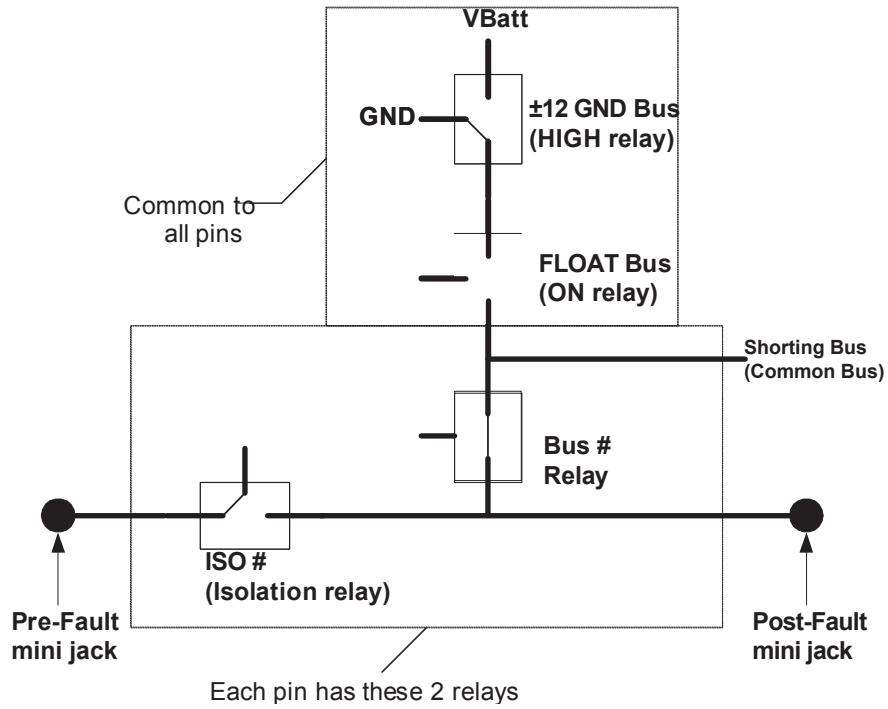 VBatt
GND
±12 GND Bus
(HIGH relay)
Common to
all pins
FLOAT Bus
(ON relay)
Shorting Bus
(Common Bus)
Bus #
Relay
ISO #
(Isolation relay)
Pre-Fault
mini jack
Post-Fault
mini jack
Each pin has these 2 relays